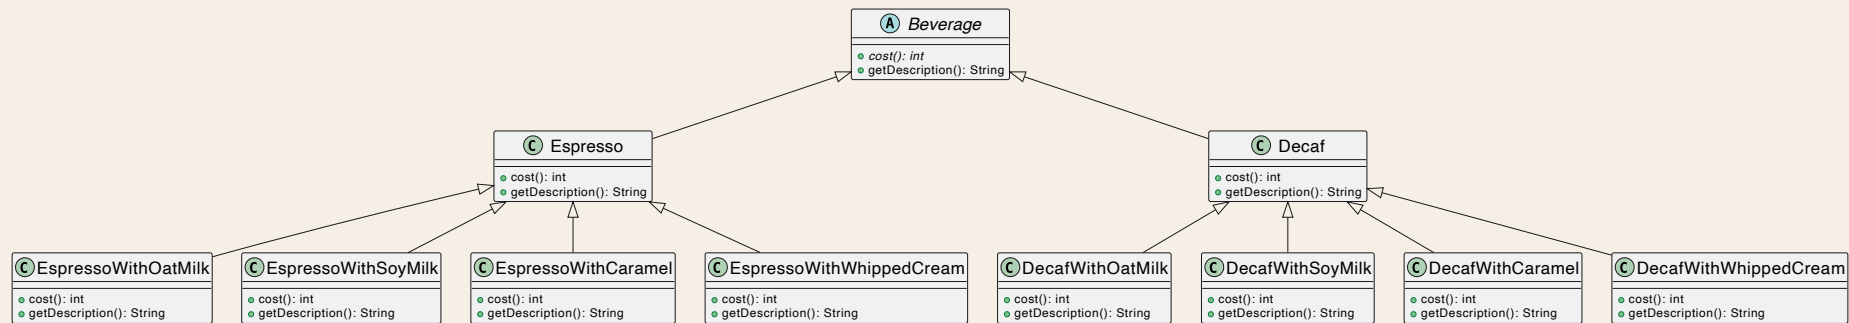 A Beverage
cost(): int
getDescription(): String
C Espresso
cost(): int
getDescription(): String
C Decaf
cost(): int
getDescription(): String
C EspressoWithOatMilk
cost(): int
getDescription(): String
C EspressoWithSoyMilk
cost(): int
getDescription(): String
C EspressoWithCaramel
cost(): int
getDescription(): String
C EspressoWithWhippedCream
cost(): int
getDescription(): String
C DecafWithOatMilk
cost(): int
getDescription(): String
C DecafWithSoyMilk
cost(): int
getDescription(): String
C DecafWithCaramel
cost(): int
getDescription(): String
C DecafWithWhippedCream
cost(): int
getDescription(): String